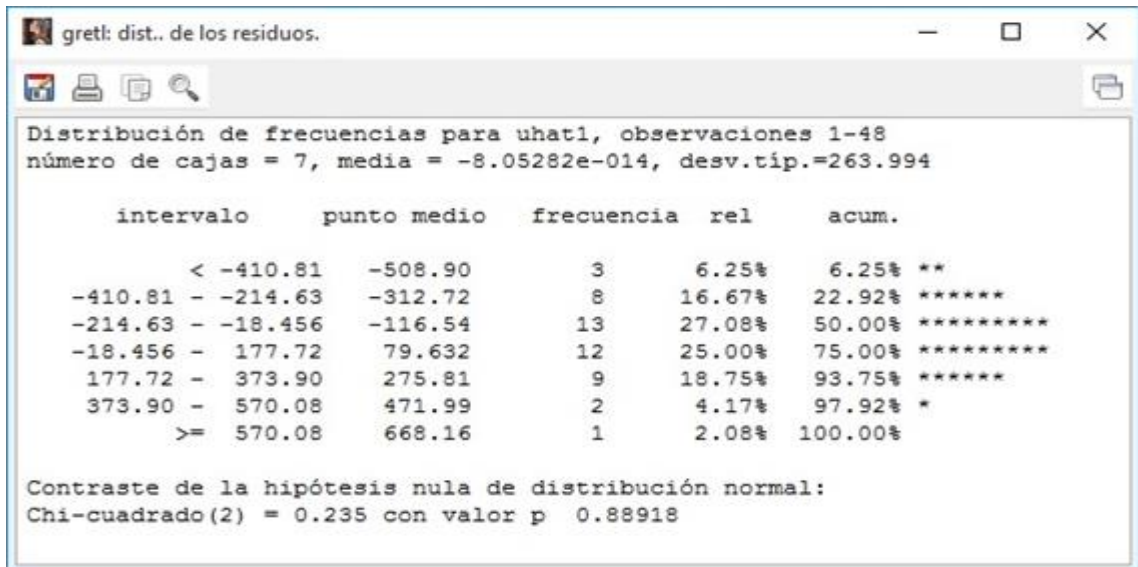 gretl: dist.. de los residuos.
Distribución de frecuencias para uhat1, observaciones 1-48
número de cajas = 7, media = -8.05282e-014, desv.típ.=263.994
intervalo punto medio frecuencia rel acum.
< -410.81 -508.90 3 6.25% 6.25% **
-410.81 - -214.63 -312.72 8 16.67% 22.92% ******
-214.63 - -18.456 -116.54 13 27.08% 50.00% *********
-18.456 - 177.72 79.632 12 25.00% 75.00% *********
177.72 - 373.90 275.81 9 18.75% 93.75% ******
373.90 - 570.08 471.99 2 4.17% 97.92% *
>= 570.08 668.16 1 2.08% 100.00%
Contraste de la hipótesis nula de distribución normal:
Chi-cuadrado(2) = 0.235 con valor p 0.88918